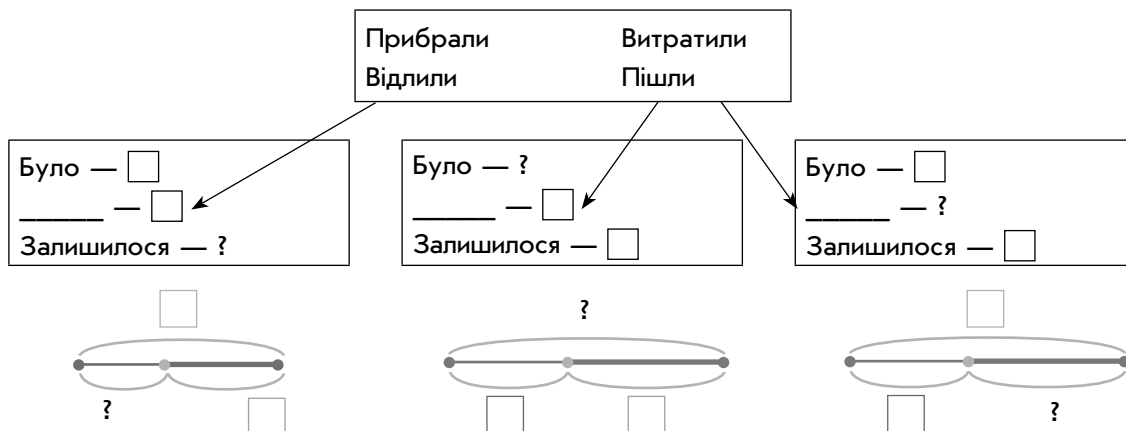 Прибрали Витратили
Відлили Пішли
Було — □
______ — □
Залишилося — ?
Було — ?
______ — □
Залишилося — □
Було — □
______ — ?
Залишилося — □
?
?
?